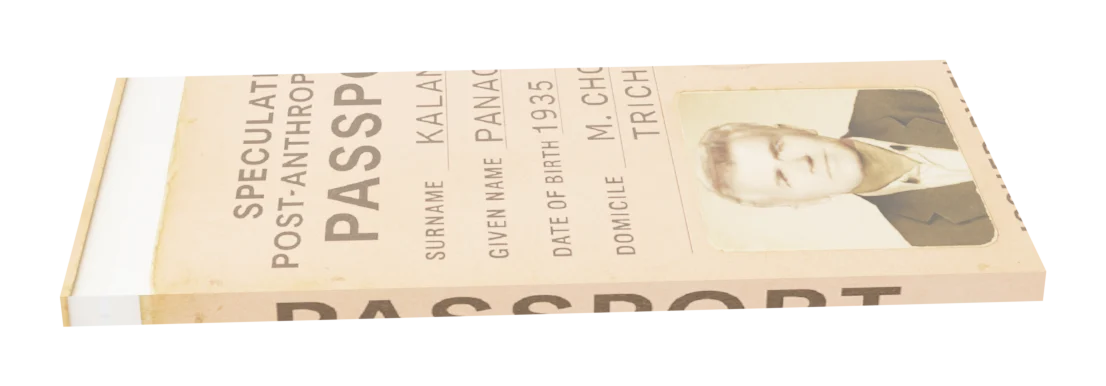 SPECULATI
POST-ANTHROP
PASSPO
SURNAME KALAN
GIVEN NAME PANAC
DATE OF BIRTH 1935
M. CHO
DOMICILE TRICH
PASSPORT